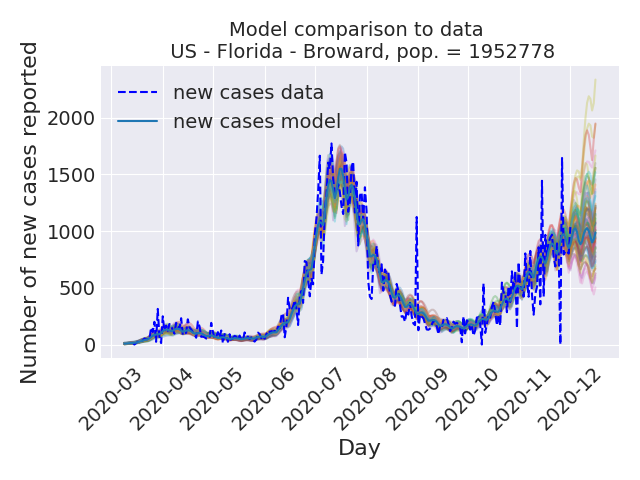 Model comparison to data
US - Florida - Broward, pop. = 1952778
new cases data
new cases model
Number of new cases reported
2000
1500
1000
500
0
2020-03
2020-04
2020-05
2020-06
2020-07
2020-08
2020-09
2020-10
2020-11
2020-12
Day